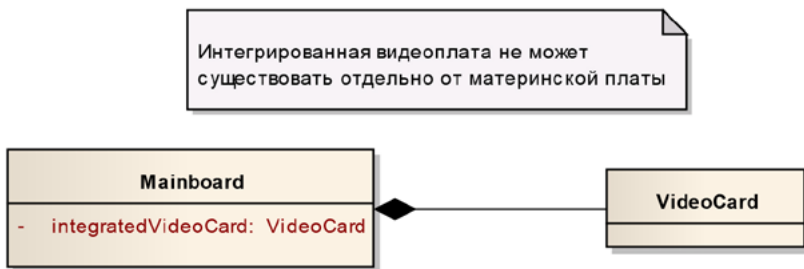 Интегрированная видеоплата не может
существовать отдельно от материнской платы
Mainboard
- integratedVideoCard: VideoCard
VideoCard